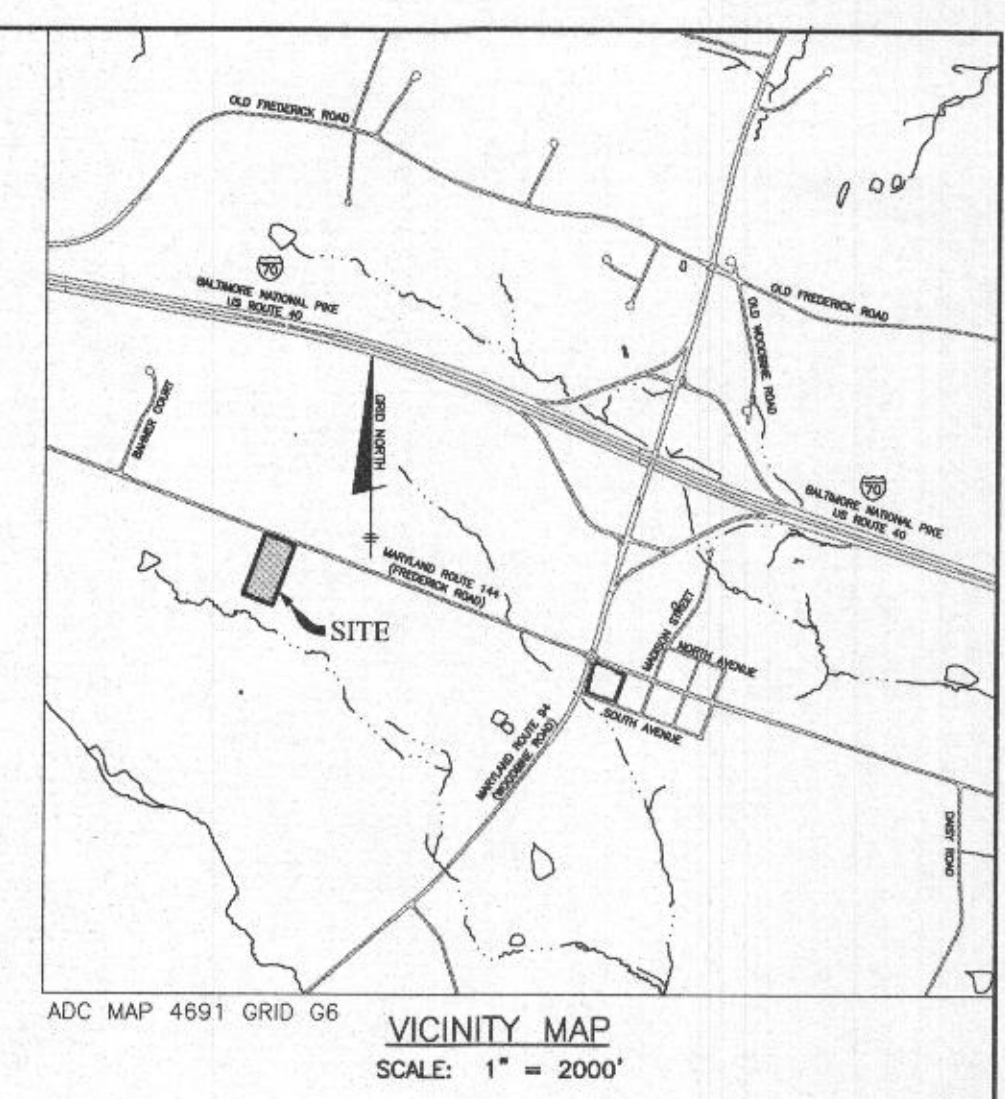 OLD FREDERICK ROAD
70
BALTIMORE NATIONAL PIKE
US ROUTE 40
OLD FREDERICK ROAD
OLD WOODBINE ROAD
BAHNER COURT
GRID NORTH
70
BALTIMORE NATIONAL PIKE
US ROUTE 40
MARYLAND ROUTE 144
(FREDERICK ROAD)
SITE
MADISON STREET
NORTH AVENUE
SOUTH AVENUE
MARYLAND ROUTE 94
(WOODBINE ROAD)
DAISY ROAD
ADC MAP 4691 GRID G6
VICINITY MAP
SCALE: 1" = 2000'